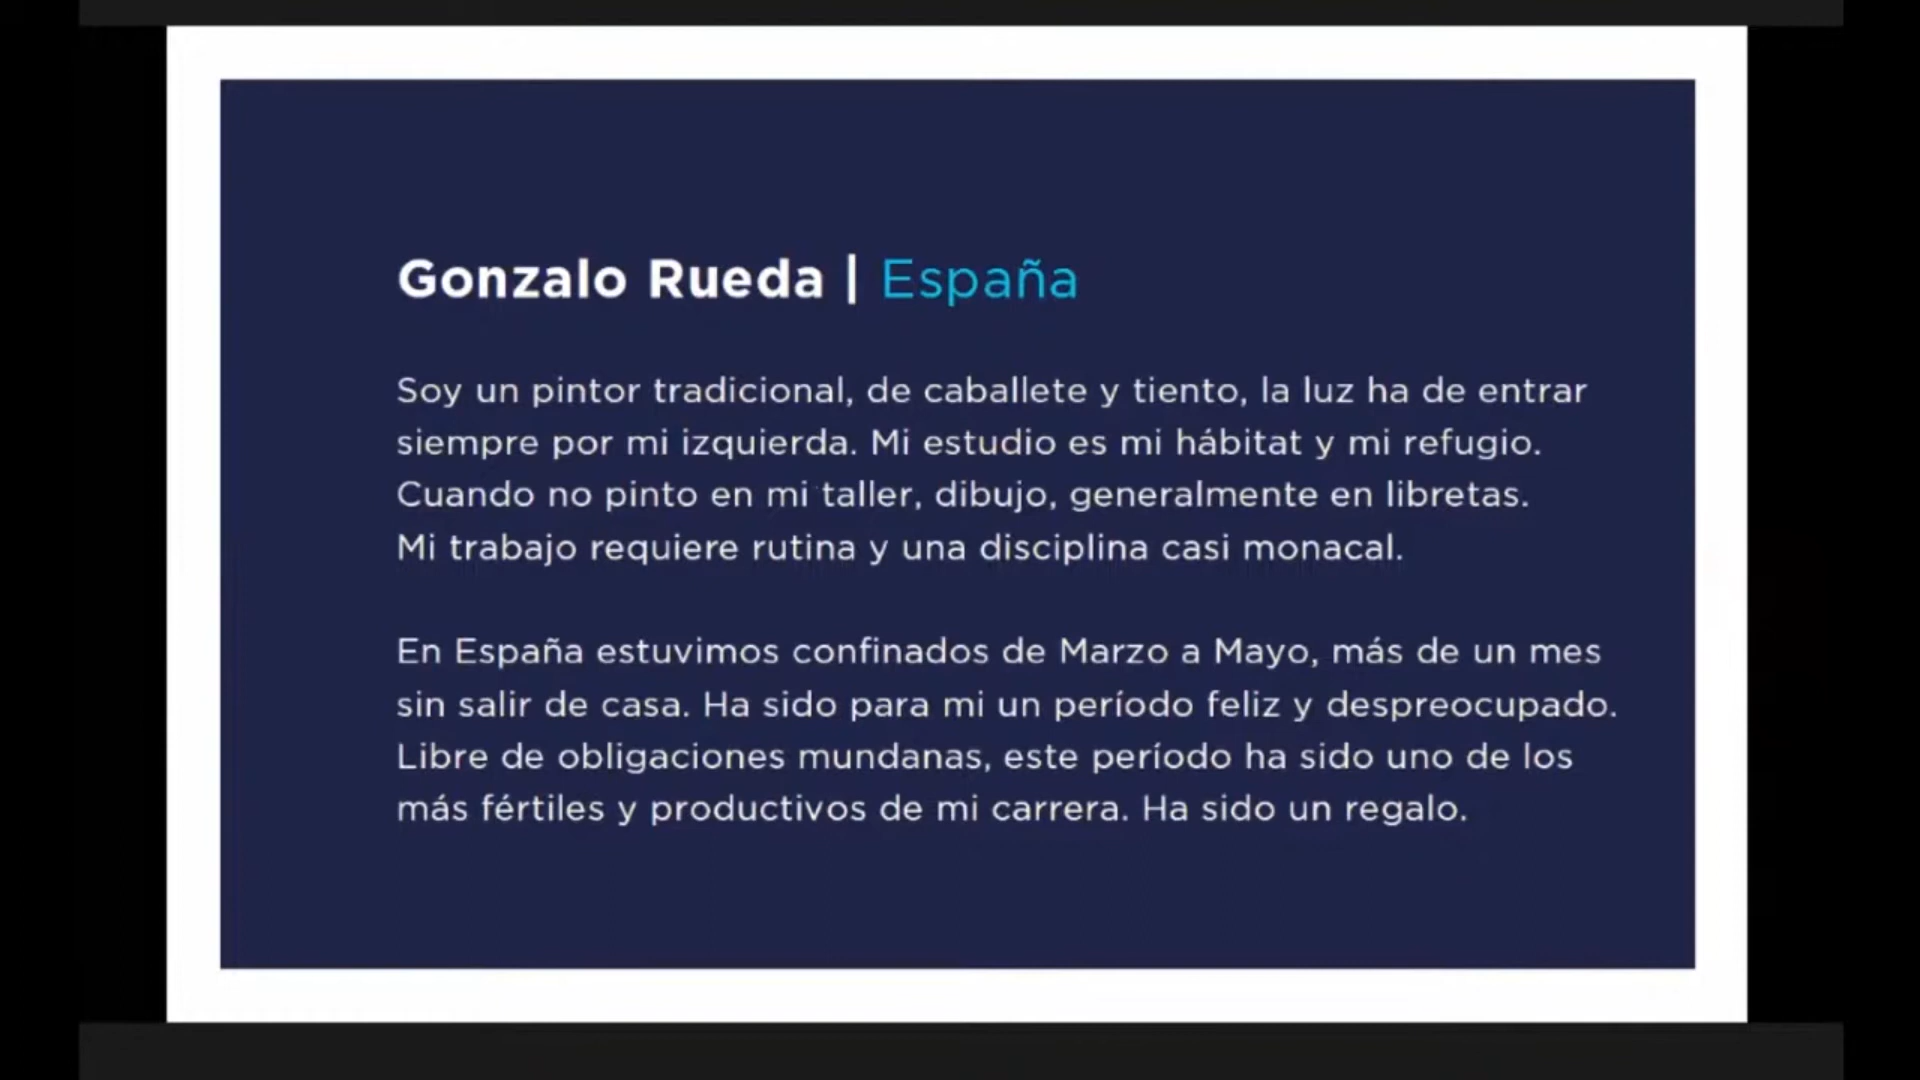 Gonzalo Rueda | España
Soy un pintor tradicional, de caballete y tiento, la luz ha de entrar
siempre por mi izquierda. Mi estudio es mi hábitat y mi refugio.
Cuando no pinto en mi taller, dibujo, generalmente en libretas.
Mi trabajo requiere rutina y una disciplina casi monacal.
En España estuvimos confinados de Marzo a Mayo, más de un mes
sin salir de casa. Ha sido para mi un período feliz y despreocupado.
Libre de obligaciones mundanas, este período ha sido uno de los
más fértiles y productivos de mi carrera. Ha sido un regalo.